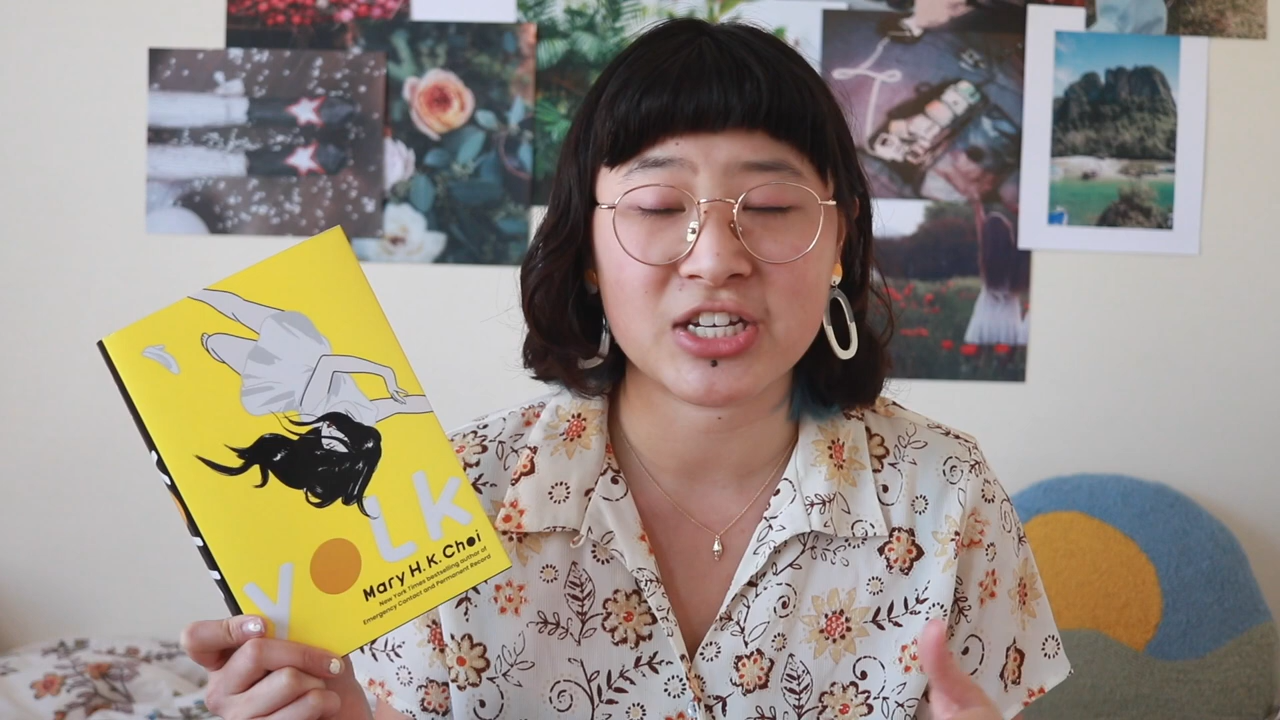 YOLK
Mary H.K. Choi
New York Times bestselling author of
Emergency Contact and Permanent Record